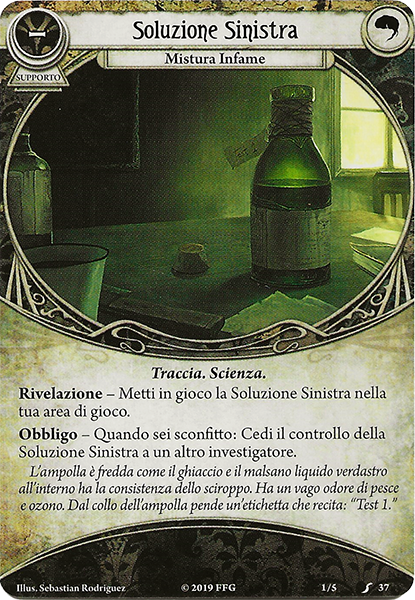 Soluzione Sinistra
Mistura Infame
SUPPORTO
Traccia. Scienza.
Rivelazione – Metti in gioco la Soluzione Sinistra nella
tua area di gioco.
Obbligo – Quando sei sconfitto: Cedi il controllo della
Soluzione Sinistra a un altro investigatore.
L'ampolla è fredda come il ghiaccio e il malsano liquido verdastro
all'interno ha la consistenza dello sciroppo. Ha un vago odore di pesce
e ozono. Dal collo dell'ampolla pende un'etichetta che recita: “Test 1.”
Illus. Sebastian Rodriguez
© 2019 FFG
1/5
37